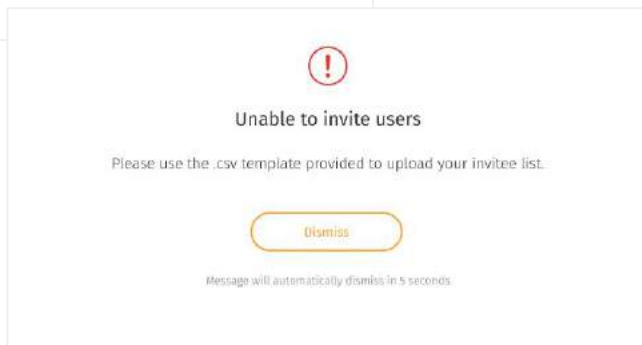 !
Unable to invite users
Please use the .csv template provided to upload your invitee list.
Dismiss
Message will automatically dismiss in 5 seconds